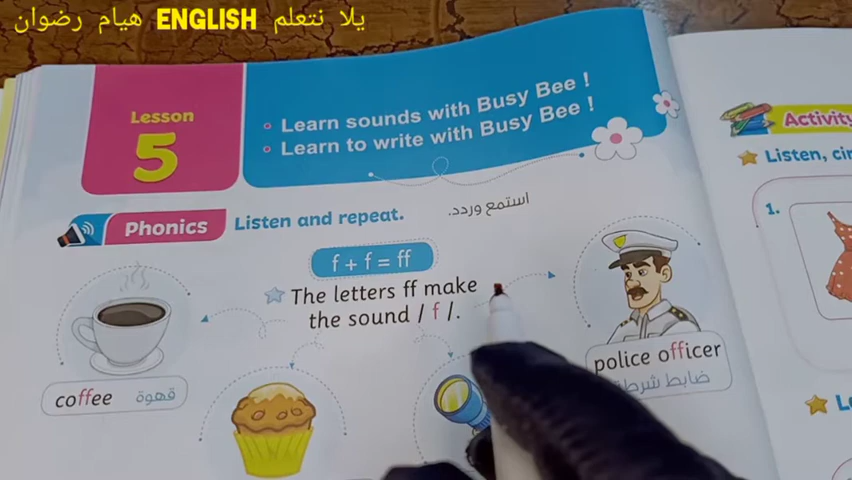 يلا نتعلم ENGLISH هيام رضوان
Lesson
5
Learn sounds with Busy Bee !
Learn to write with Busy Bee !
Phonics
Listen and repeat.
استمع وردد.
f + f = ff
The letters ff make
the sound / f /.
coffee قهوة
police officer
ضابط شرطة
Activity
Listen, cir
1.